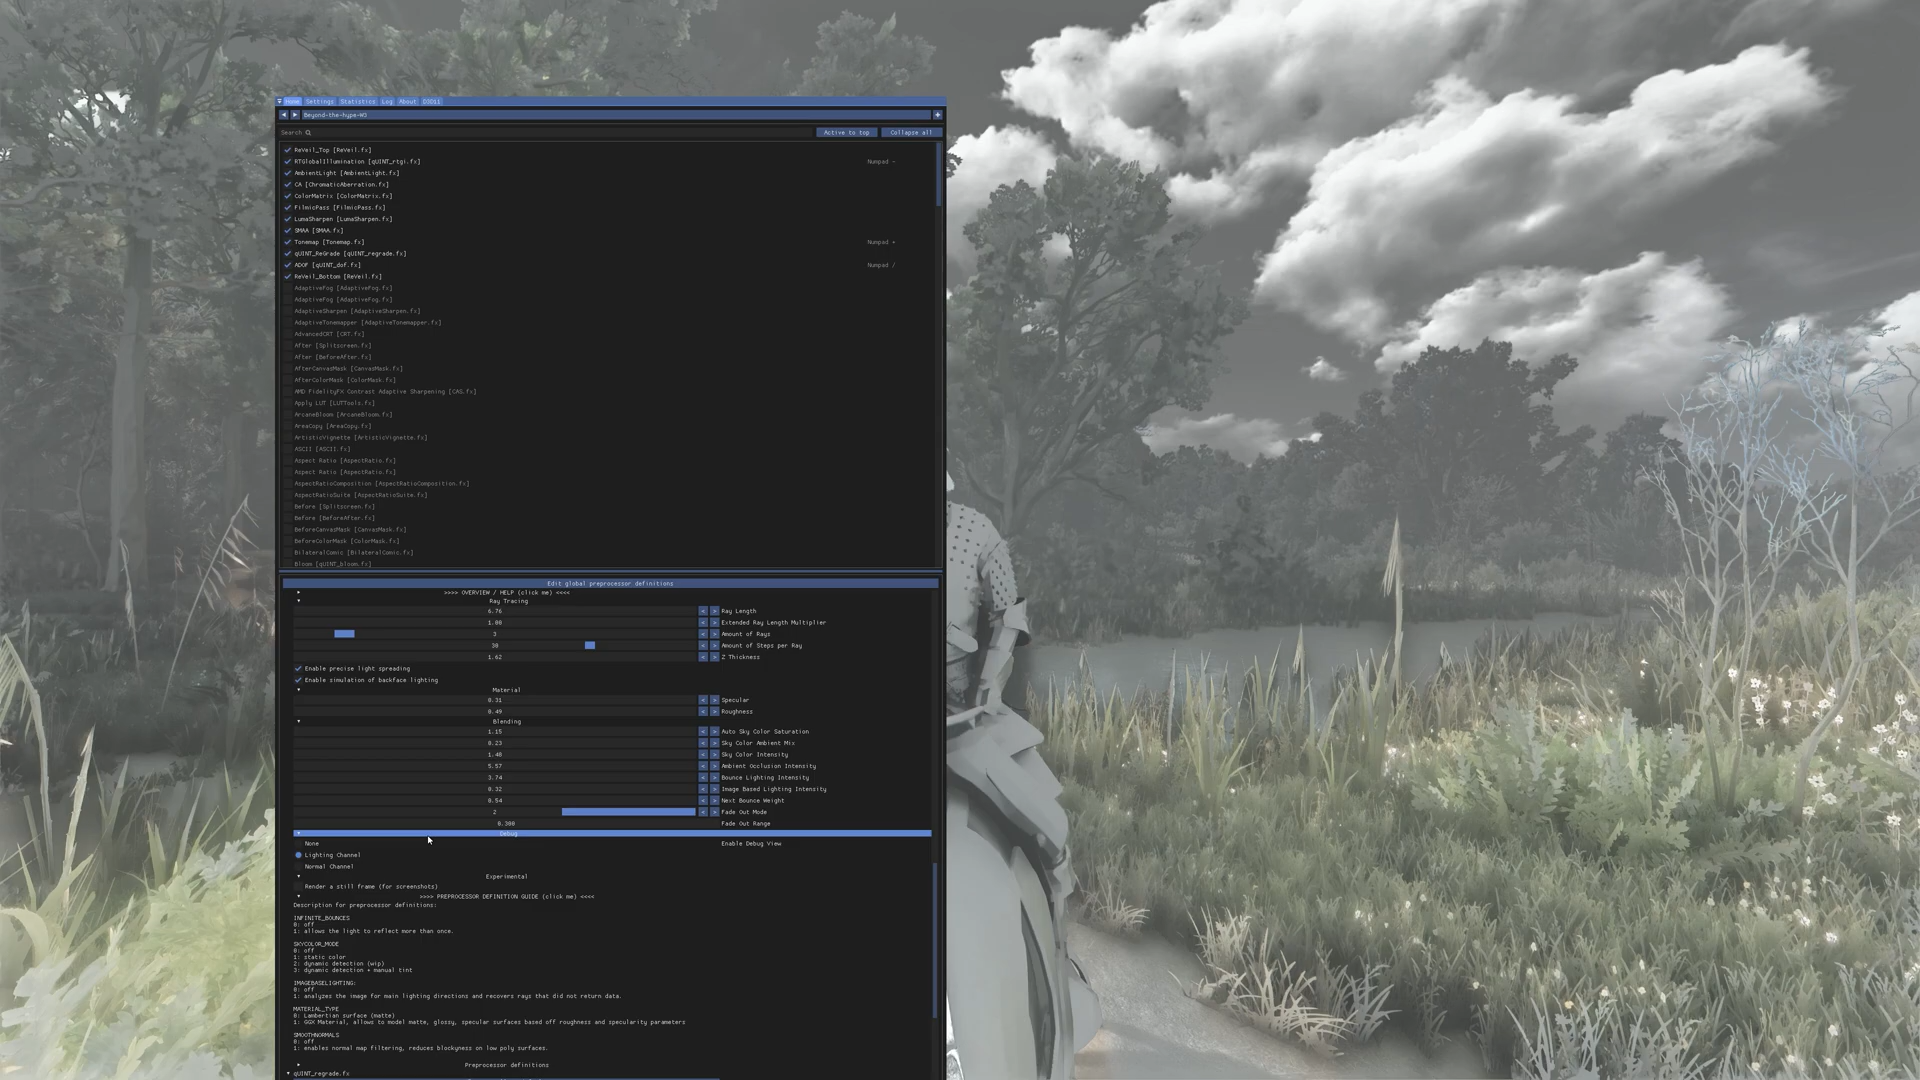 Home Settings Statistics Log About D3D11
Beyond-the-hype-W3
Search Active to top Collapse all
ReVeil_Top [ReVeil.fx]
RTGlobalIllumination [qUINT_rtgi.fx] Numpad -
AmbientLight [AmbientLight.fx]
CA [ChromaticAberration.fx]
ColorMatrix [ColorMatrix.fx]
FilmicPass [FilmicPass.fx]
LumaSharpen [LumaSharpen.fx]
SMAA [SMAA.fx]
Tonemap [Tonemap.fx] Numpad +
qUINT_ReGrade [qUINT_regrade.fx]
ADOF [qUINT_dof.fx] Numpad /
ReVeil_Bottom [ReVeil.fx]
AdaptiveFog [AdaptiveFog.fx]
AdaptiveFog [AdaptiveFog.fx]
AdaptiveSharpen [AdaptiveSharpen.fx]
AdaptiveTonemapper [AdaptiveTonemapper.fx]
AdvancedCRT [CRT.fx]
After [Splitscreen.fx]
After [BeforeAfter.fx]
AfterCanvasMask [CanvasMask.fx]
AfterColorMask [ColorMask.fx]
AMD FidelityFX Contrast Adaptive Sharpening [CAS.fx]
Apply LUT [LUTTools.fx]
ArcaneBloom [ArcaneBloom.fx]
AreaCopy [AreaCopy.fx]
ArtisticVignette [ArtisticVignette.fx]
ASCII [ASCII.fx]
Aspect Ratio [AspectRatio.fx]
Aspect Ratio [AspectRatio.fx]
AspectRatioComposition [AspectRatioComposition.fx]
AspectRatioSuite [AspectRatioSuite.fx]
Before [Splitscreen.fx]
Before [BeforeAfter.fx]
BeforeCanvasMask [CanvasMask.fx]
BeforeColorMask [ColorMask.fx]
BilateralComic [BilateralComic.fx]
Bloom [qUINT_bloom.fx]
Edit global preprocessor definitions
>>>> OVERVIEW / HELP (click me) <<<<
Ray Tracing
6.76 < > Ray Length
1.00 < > Extended Ray Length Multiplier
3 < > Amount of Rays
30 < > Amount of Steps per Ray
1.62 < > Z Thickness
Enable precise light spreading
Enable simulation of backface lighting
Material
0.31 < > Specular
0.49 < > Roughness
Blending
1.15 < > Auto Sky Color Saturation
0.23 < > Sky Color Ambient Mix
1.48 < > Sky Color Intensity
5.57 < > Ambient Occlusion Intensity
3.74 < > Bounce Lighting Intensity
0.32 < > Image Based Lighting Intensity
0.54 < > Next Bounce Weight
2 < > Fade Out Mode
0.300 Fade Out Range
Debug
None Enable Debug View
Lighting Channel
Normal Channel
Experimental
Render a still frame (for screenshots)
>>>> PREPROCESSOR DEFINITION GUIDE (click me) <<<<
Description for preprocessor definitions:
INFINITE_BOUNCES
0: off
1: allows the light to reflect more than once.
SKYCOLOR_MODE
0: off
1: static color
2: dynamic detection (wip)
3: dynamic detection + manual tint
IMAGEBASELIGHTING:
0: off
1: analyzes the image for main lighting directions and recovers rays that did not return data.
MATERIAL_TYPE
0: Lambertian surface (matte)
1: GGX Material, allows to model matte, glossy, specular surfaces based off roughness and specularity parameters
SMOOTHNORMALS
0: off
1: enables normal map filtering, reduces blockyness on low poly surfaces.
Preprocessor definitions
qUINT_regrade.fx